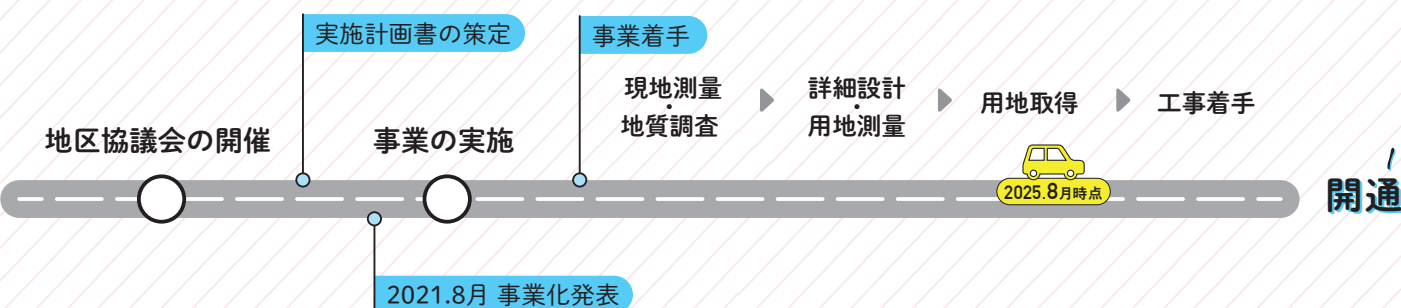 実施計画書の策定
事業着手
現地測量
・
地質調査
詳細設計
・
用地測量
用地取得
工事着手
地区協議会の開催
事業の実施
2025.8月時点
開通
2021.8月 事業化発表